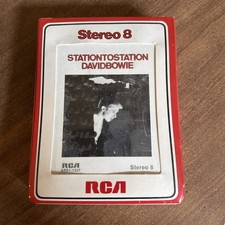 Stereo 8
STATIONTOSTATION
DAVIDBOWIE
RCA
Stereo 8
RCA